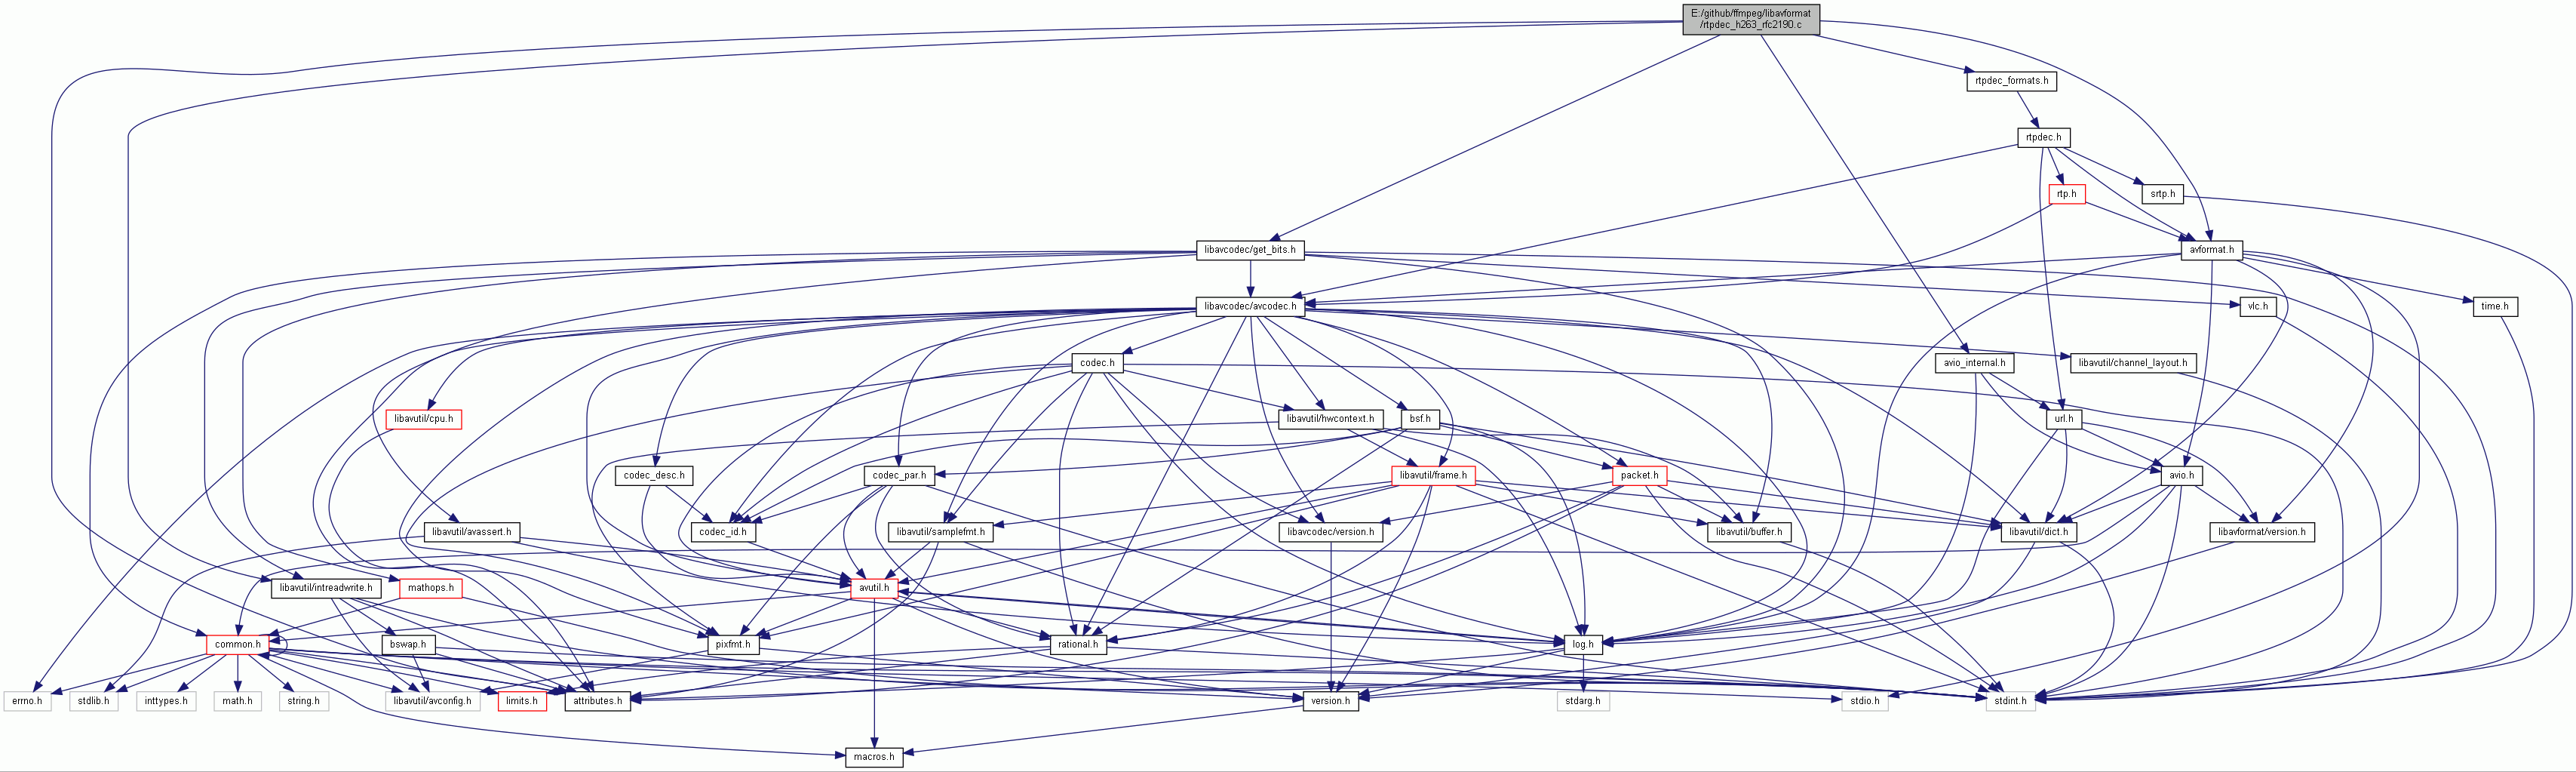 E:/github/ffmpeg/libavformat
/rtpdec_h263_rfc2190.c
rtpdec_formats.h
rtpdec.h
rtp.h
srtp.h
libavcodec/get_bits.h
avformat.h
libavcodec/avcodec.h
vlc.h
time.h
codec.h
avio_internal.h
libavutil/channel_layout.h
libavutil/cpu.h
libavutil/hwcontext.h
bsf.h
url.h
codec_desc.h
codec_par.h
libavutil/frame.h
packet.h
avio.h
libavutil/avassert.h
codec_id.h
libavutil/samplefmt.h
libavcodec/version.h
libavutil/buffer.h
libavutil/dict.h
libavformat/version.h
libavutil/intreadwrite.h
mathops.h
avutil.h
common.h
bswap.h
pixfmt.h
rational.h
log.h
errno.h
stdlib.h
inttypes.h
math.h
string.h
libavutil/avconfig.h
limits.h
attributes.h
version.h
stdarg.h
stdio.h
stdint.h
macros.h